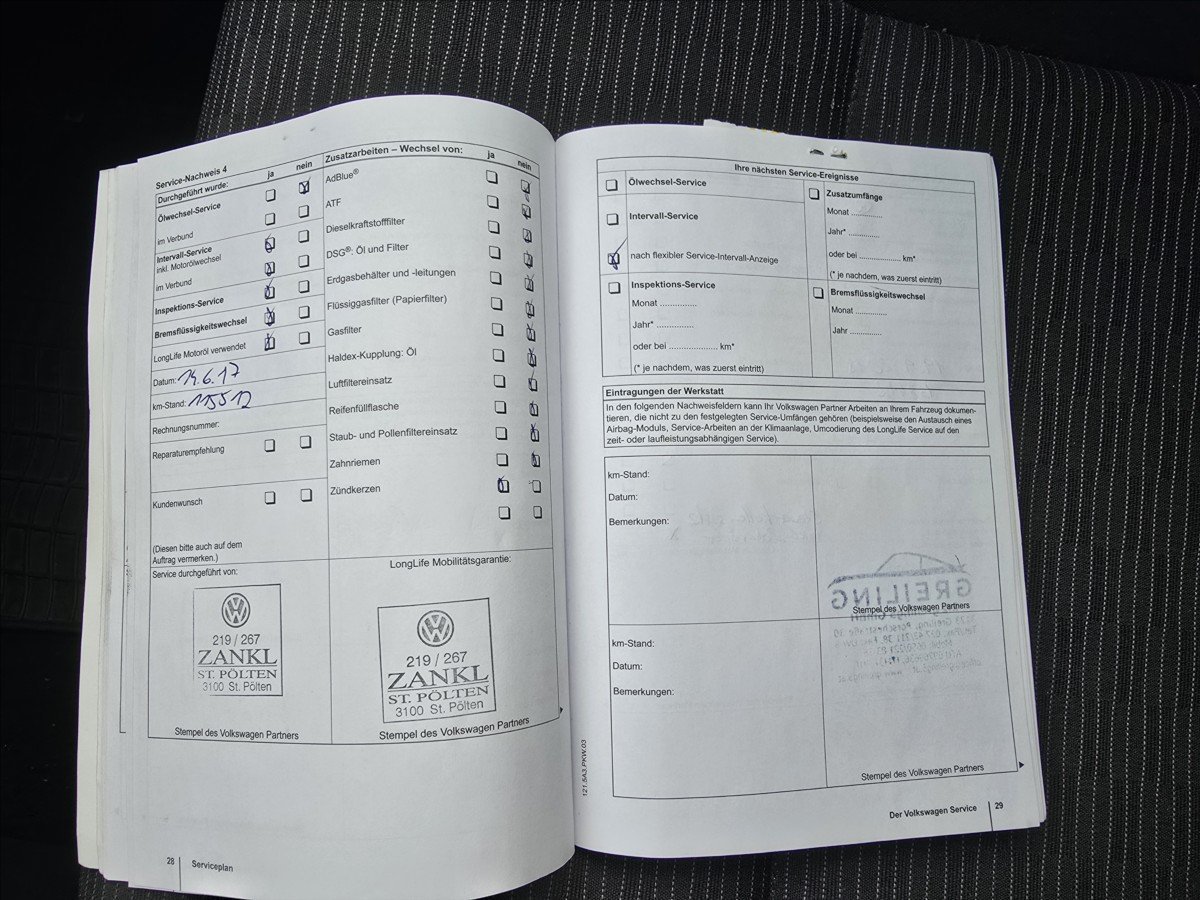 Service-Nachweis 4
Durchgeführt wurde: ja nein
Ölwechsel-Service
im Verbund
Intervall-Service
inkl. Motorölwechsel
im Verbund
Inspektions-Service
Bremsflüssigkeitswechsel
LongLife Motoröl verwendet
Datum: 14.6.17
km-Stand: 115512
Rechnungsnummer:
Reparaturempfehlung
Kundenwunsch
(Diesen bitte auch auf dem
Auftrag vermerken.)
Service durchgeführt von:
219 / 267
ZANKL
ST. PÖLTEN
3100 St. Pölten
Stempel des Volkswagen Partners
Zusatzarbeiten – Wechsel von: ja nein
AdBlue®
ATF
Dieselkraftstofffilter
DSG®: Öl und Filter
Erdgasbehälter und -leitungen
Flüssiggasfilter (Papierfilter)
Gasfilter
Haldex-Kupplung: Öl
Luftfiltereinsatz
Reifenfüllflasche
Staub- und Pollenfiltereinsatz
Zahnriemen
Zündkerzen
LongLife Mobilitätsgarantie:
219 / 267
ZANKL
ST. PÖLTEN
3100 St. Pölten
Stempel des Volkswagen Partners
28 Serviceplan
Ihre nächsten Service-Ereignisse
Ölwechsel-Service
Intervall-Service
nach flexibler Service-Intervall-Anzeige
Inspektions-Service
Monat ...............
Jahr* ..............
oder bei ..................... km*
(* je nachdem, was zuerst eintritt)
Zusatzumfänge
Monat .............
Jahr* .............
oder bei .................. km*
(* je nachdem, was zuerst eintritt)
Bremsflüssigkeitswechsel
Monat .............
Jahr ..............
Eintragungen der Werkstatt
In den folgenden Nachweisfeldern kann Ihr Volkswagen Partner Arbeiten an Ihrem Fahrzeug dokumen-
tieren, die nicht zu den festgelegten Service-Umfängen gehören (beispielsweise den Austausch eines
Airbag-Moduls, Service-Arbeiten an der Klimaanlage, Umcodierung des LongLife Service auf den
zeit- oder laufleistungsabhängigen Service).
km-Stand:
Datum:
Bemerkungen:
GREILING
Stempel des Volkswagen Partners
km-Stand:
Datum:
Bemerkungen:
Stempel des Volkswagen Partners
121.5A3.PKW.03
Der Volkswagen Service 29